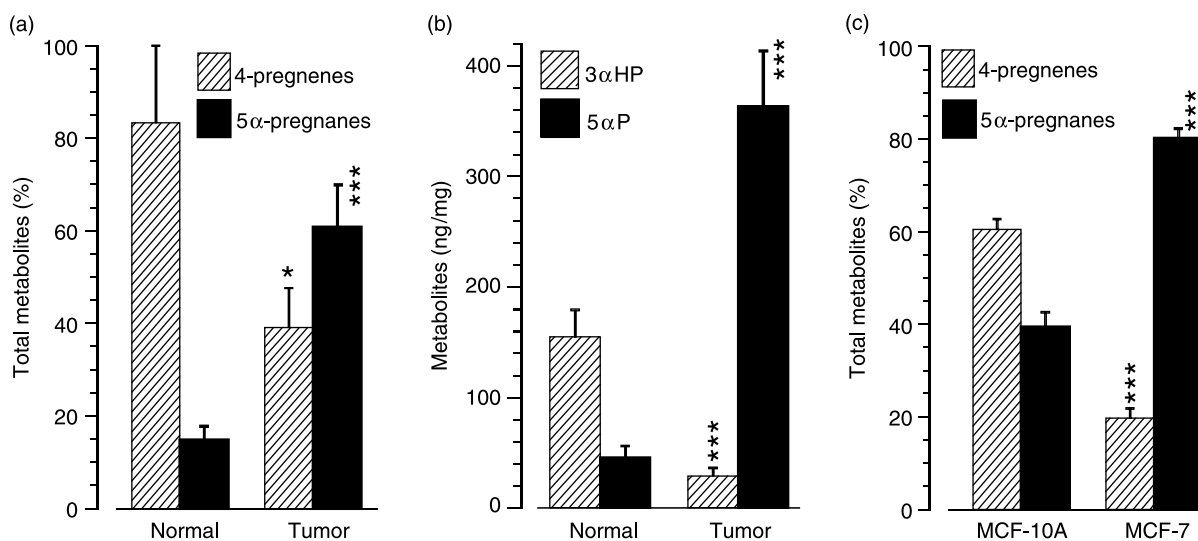 (a)
Total metabolites (%)
100
80
60
40
20
0
4-pregnenes
5α-pregnanes
*
***
Normal
Tumor
(b)
Metabolites (ng/mg)
400
300
200
100
0
3αHP
5αP
***
***
Normal
Tumor
(c)
Total metabolites (%)
100
80
60
40
20
0
4-pregnenes
5α-pregnanes
***
***
MCF-10A
MCF-7